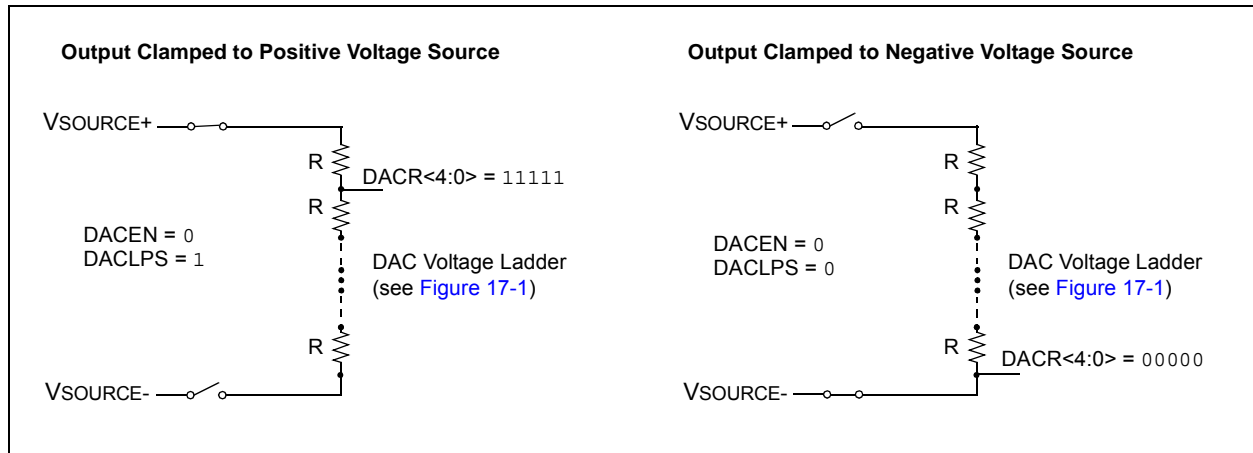 Output Clamped to Positive Voltage Source
VSOURCE+
R
DACR<4:0> = 11111
R
DACEN = 0
DACLPS = 1
DAC Voltage Ladder
(see Figure 17-1)
R
VSOURCE-
Output Clamped to Negative Voltage Source
VSOURCE+
R
R
DACEN = 0
DACLPS = 0
DAC Voltage Ladder
(see Figure 17-1)
R
DACR<4:0> = 00000
VSOURCE-